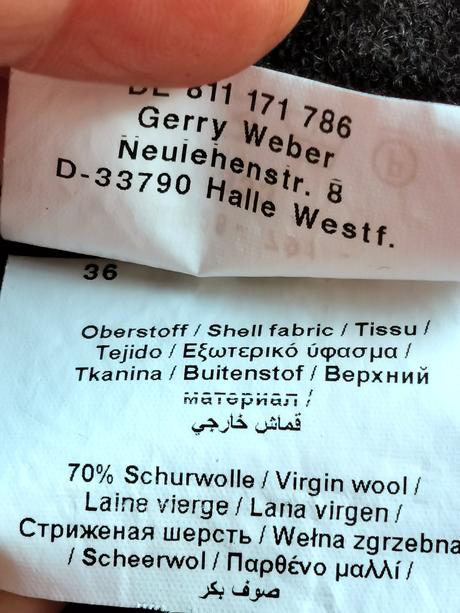 DE 811 171 786
Gerry Weber
Neulehenstr. 8
D-33790 Halle Westf.
36
Oberstoff / Shell fabric / Tissu /
Tejido / Εξωτερικό ύφασμα /
Tkanina / Buitenstof / Верхний
материал /
قماش خارجي
70% Schurwolle / Virgin wool /
Laine vierge / Lana virgen /
Стриженая шерсть / Wełna zgrzebna
/ Scheerwol / Παρθένο μαλλί /
صوف بكر